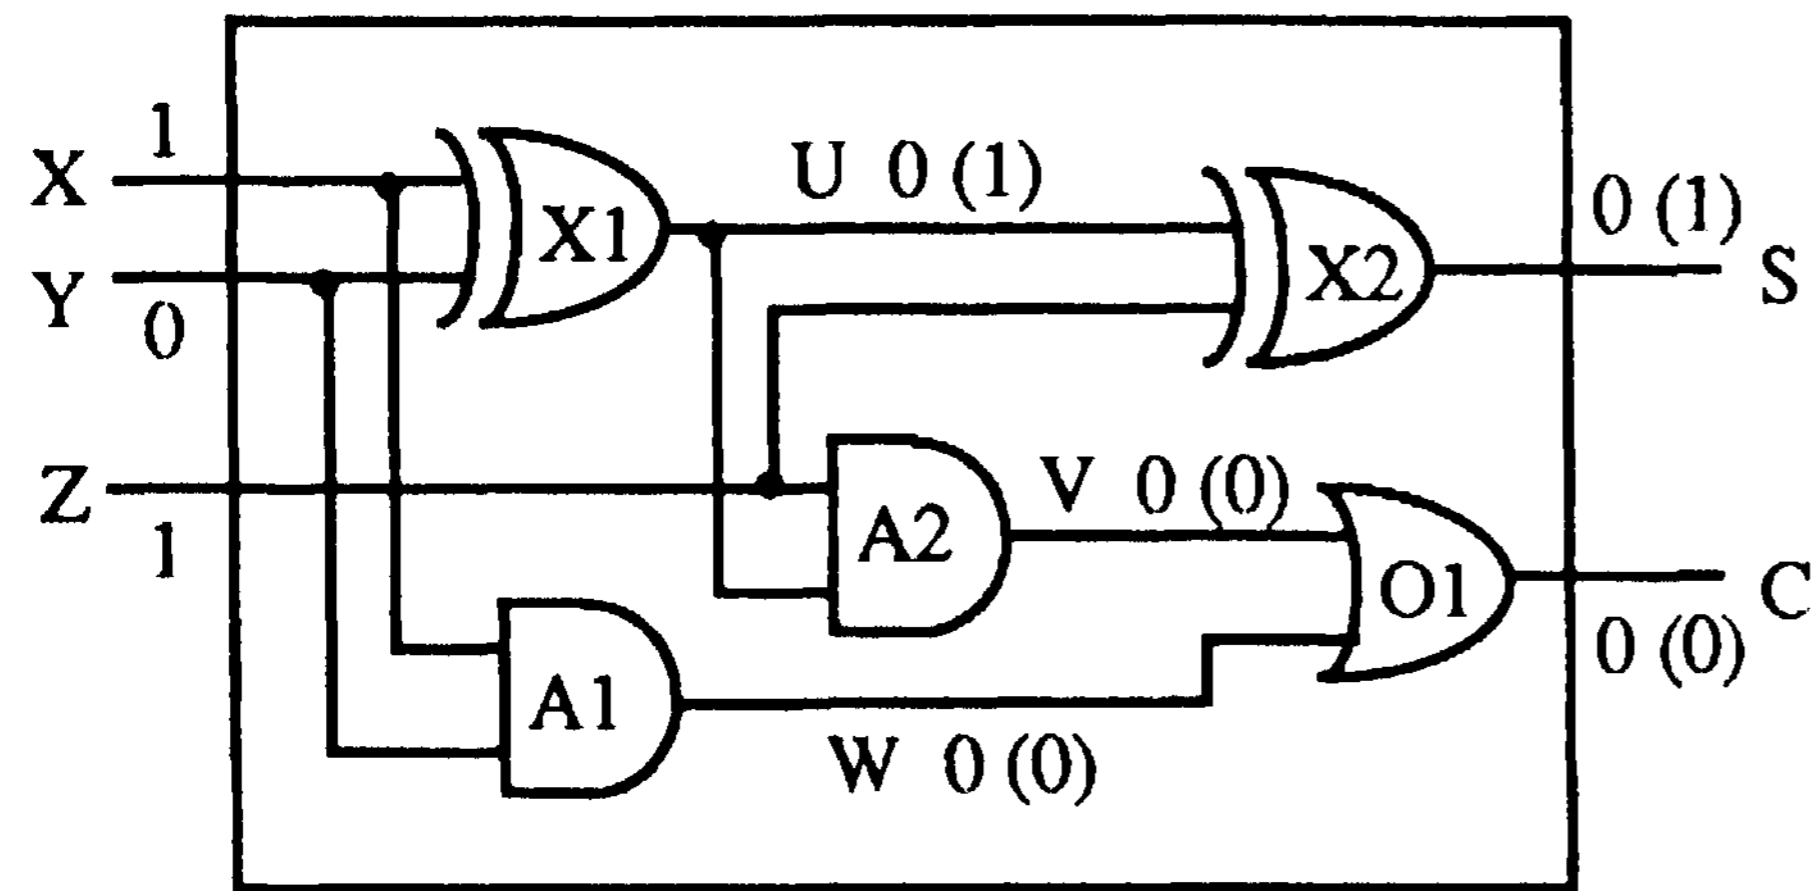 X 1
Y 0
Z 1
X1
U 0 (1)
X2
0 (1) S
A2
V 0 (0)
O1
C 0 (0)
A1
W 0 (0)